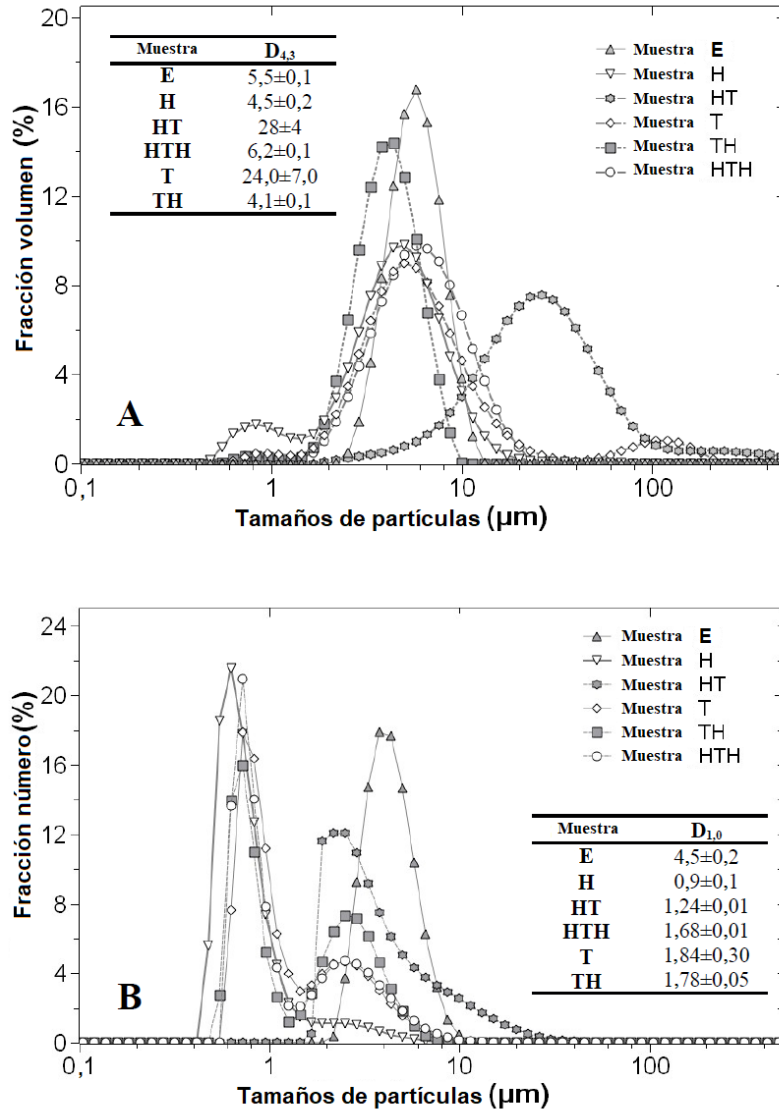 20
16
12
8
4
0
Fracción volumen (%)
Muestra D4,3
E 5,5±0,1
H 4,5±0,2
HT 28±4
HTH 6,2±0,1
T 24,0±7,0
TH 4,1±0,1
Muestra E
Muestra H
Muestra HT
Muestra T
Muestra TH
Muestra HTH
A
0,1 1 10 100
Tamaños de partículas (µm)
24
20
16
12
8
4
0
Fracción número(%)
Muestra E
Muestra H
Muestra HT
Muestra T
Muestra TH
Muestra HTH
Muestra D1,0
E 4,5±0,2
H 0,9±0,1
HT 1,24±0,01
HTH 1,68±0,01
T 1,84±0,30
TH 1,78±0,05
B
0,1 1 10 100
Tamaños de partículas (µm)